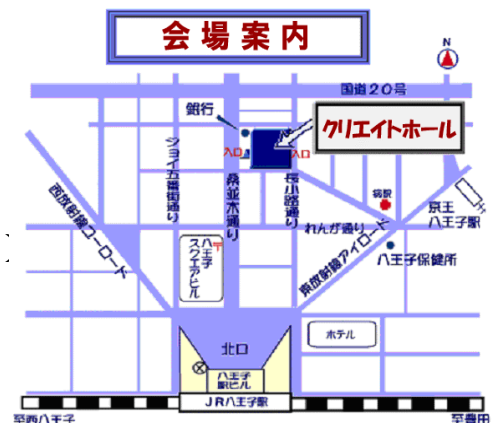 会場案内
N
国道20号
銀行
クリエイトホール
入口
入口
ジョイ五番街通り
桑並木通り
長小路通り
病院
京王
八王子駅
西放射線ユーロード
れんが通り
八王子
スクエアビル
東放射線アイロード
八王子保健所
北口
ホテル
八王子
駅ビル
JR八王子駅
至西八王子
至豊田